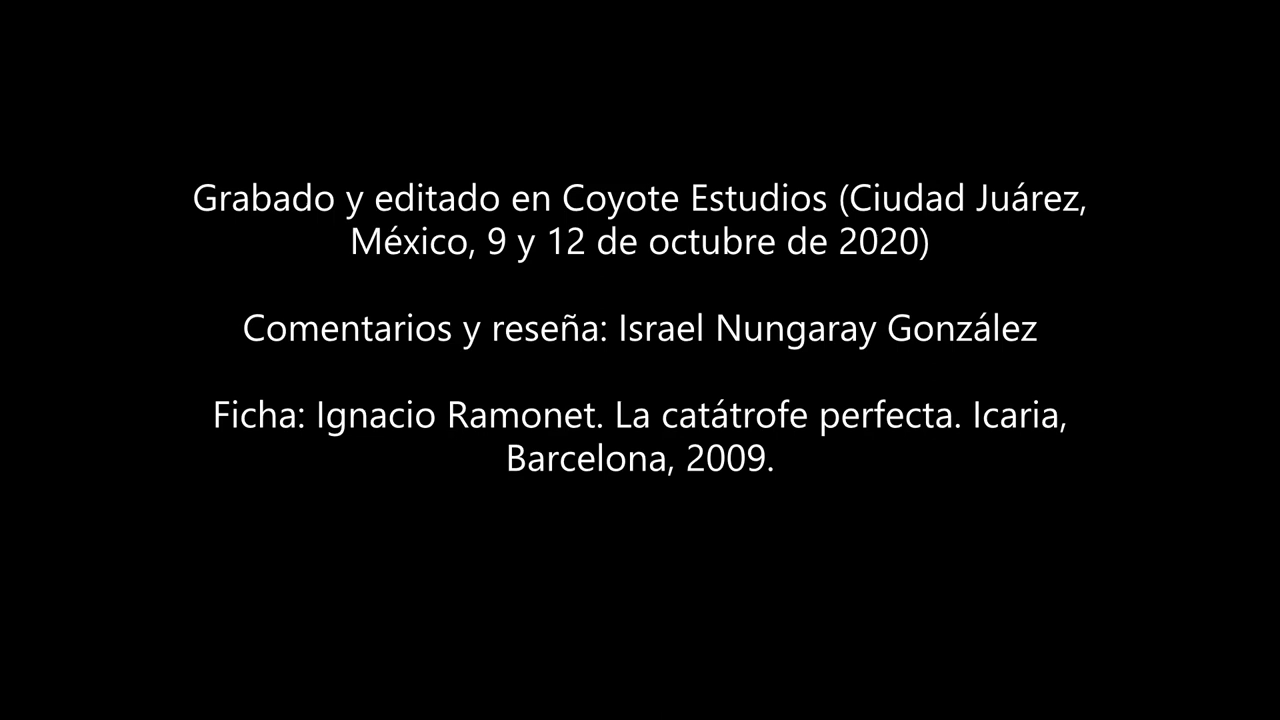 Grabado y editado en Coyote Estudios (Ciudad Juárez,
México, 9 y 12 de octubre de 2020)
Comentarios y reseña: Israel Nungaray González
Ficha: Ignacio Ramonet. La catátrofe perfecta. Icaria,
Barcelona, 2009.